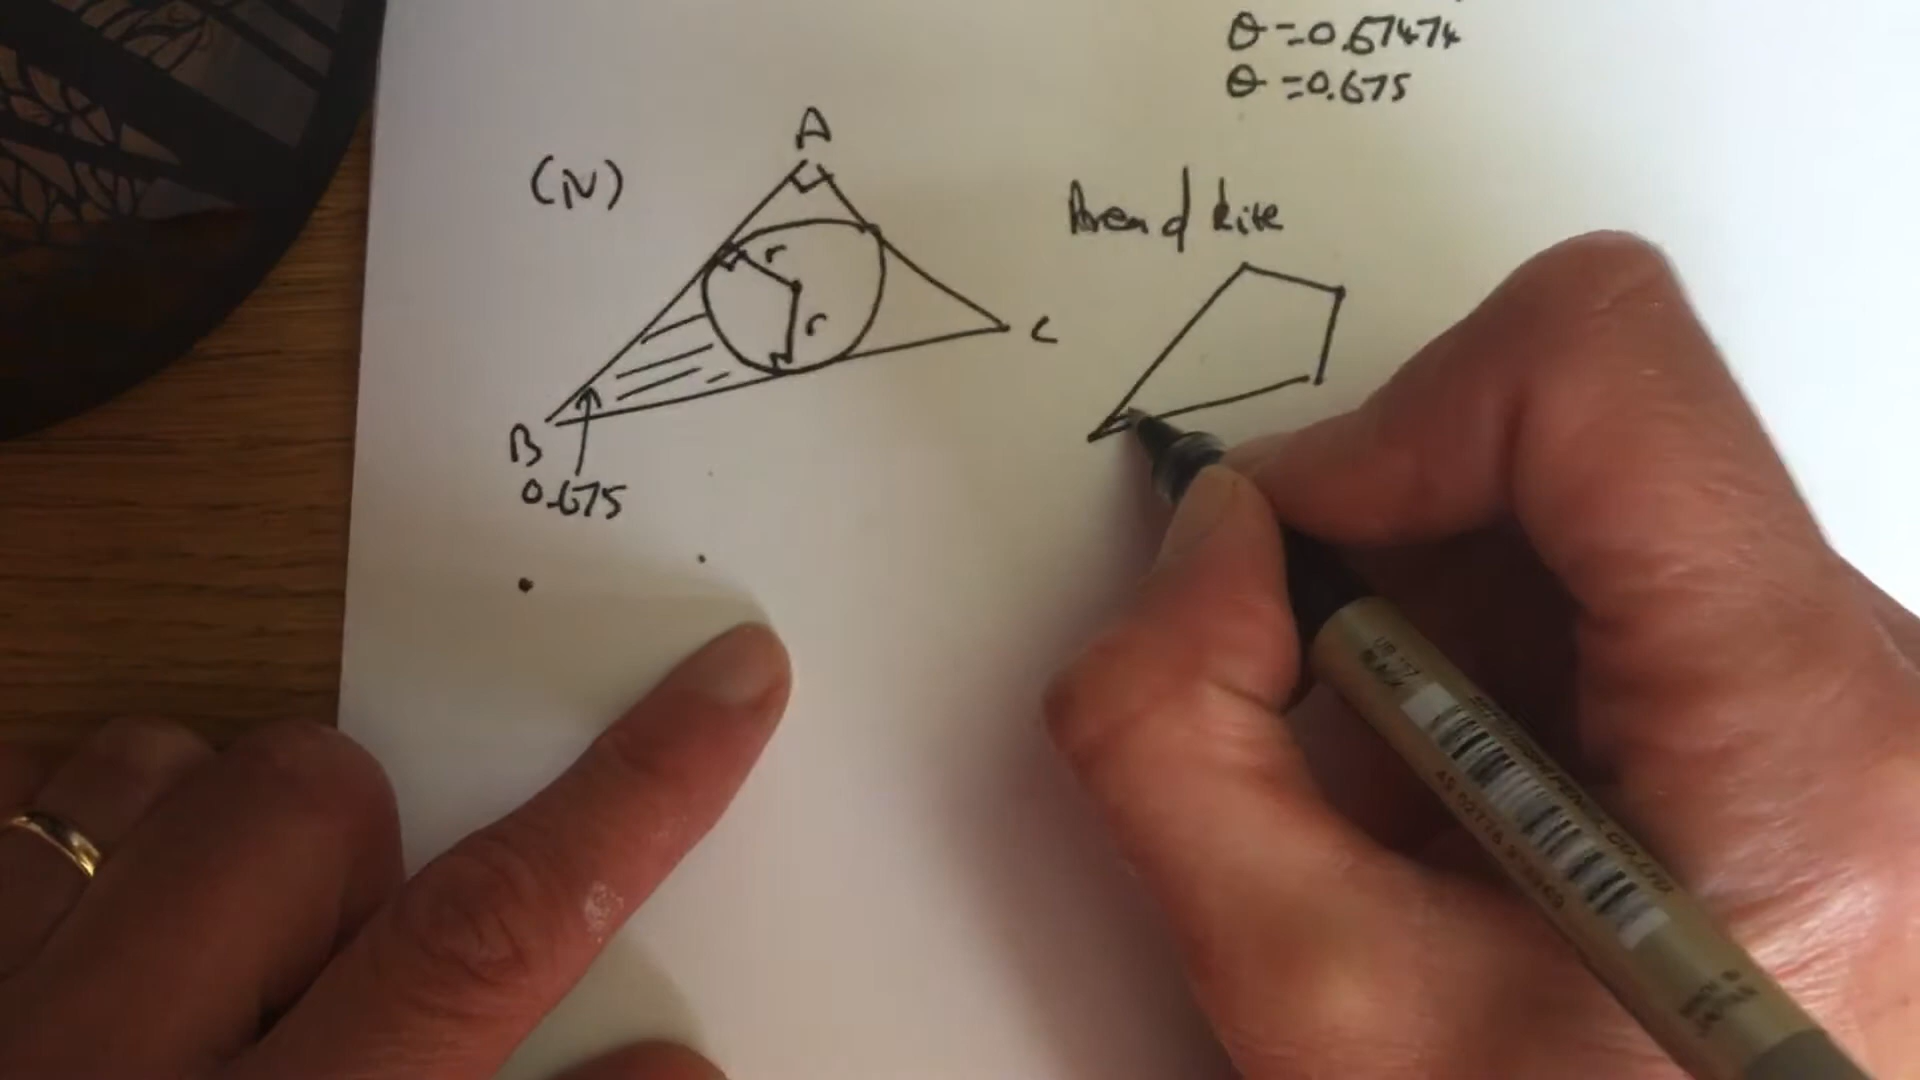 θ = 0.67474
θ = 0.675
(iv)
A
r
r
C
B
0.675
Area of kite